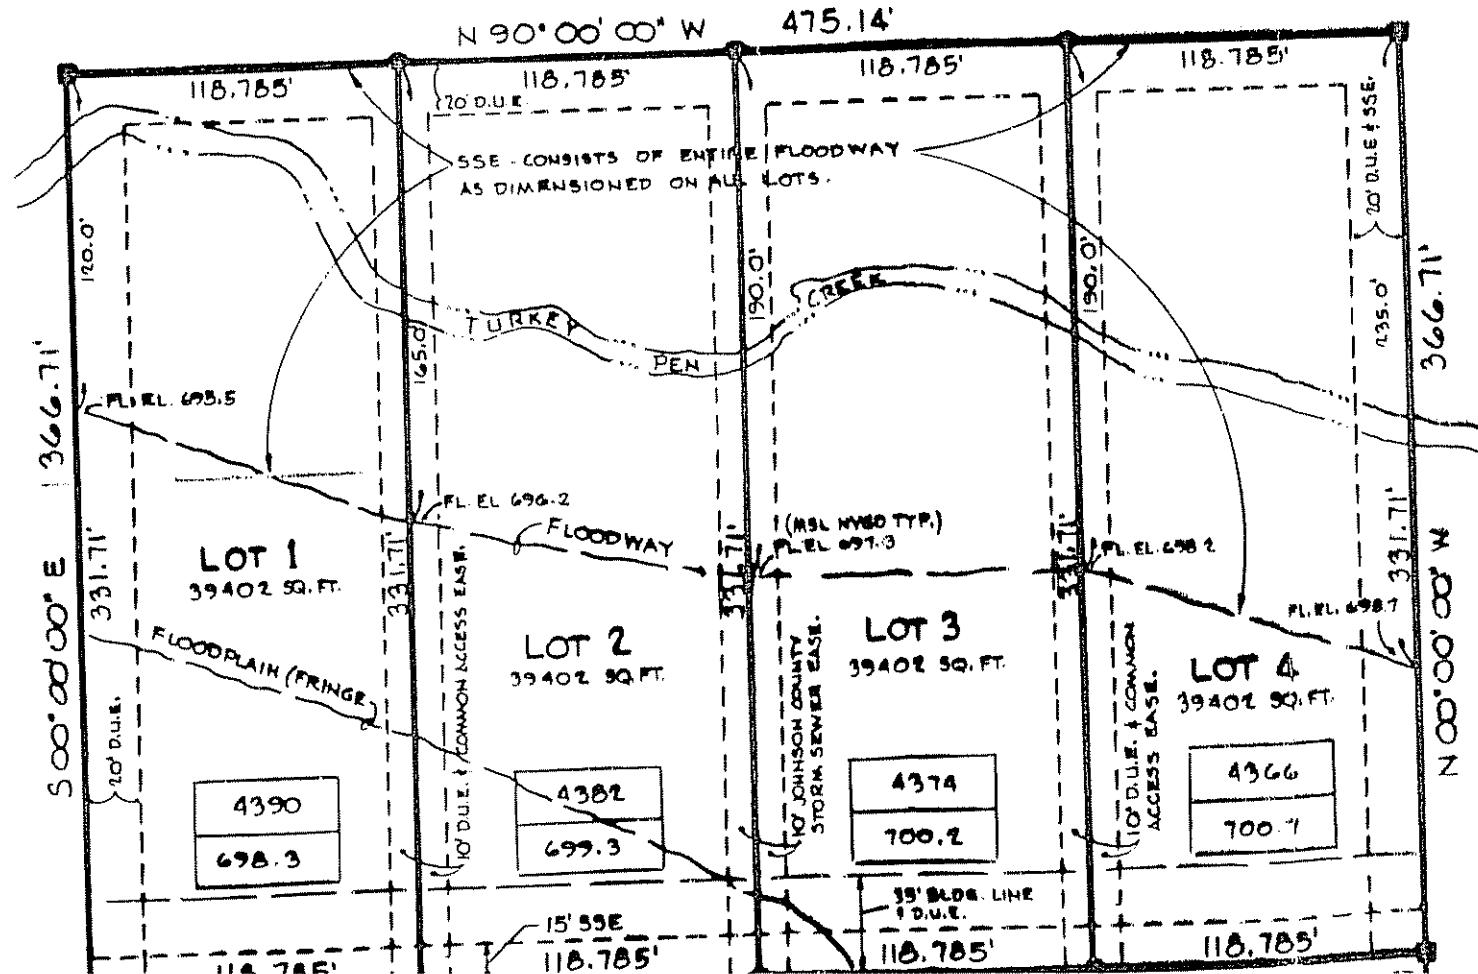 N 90° 00' 00" W 475.14'
118.785'
118.785'
118.785'
118.785'
20' D.U.E.
SSE - CONSISTS OF ENTIRE FLOODWAY
AS DIMENSIONED ON ALL LOTS.
20' D.U.E & SSE.
120.0'
165.0'
190.0'
190.0'
235.0'
TURKEY
PEN
CREEK
S 00° 00' 00" E 366.71'
366.71'
N 00° 00' 00" W
FL. EL. 695.5
FL. EL 696.2
FLOODWAY
(MSL NVGD TYP.)
FL. EL 697.3
FL. EL. 698.2
FL. EL. 698.7
331.71'
331.71'
331.71'
331.71'
331.71'
LOT 1
39402 SQ. FT.
LOT 2
39402 SQ. FT.
LOT 3
39402 SQ. FT.
LOT 4
39402 SQ. FT.
FLOODPLAIN (FRINGE)
20' D.U.E.
10' D.U.E. & COMMON ACCESS EASE.
10' JOHNSON COUNTY
STORM SEWER EASE.
10' D.U.E. & COMMON
ACCESS EASE.
4390
698.3
4382
699.3
4374
700.2
4366
700.7
35' BLDG. LINE
& D.U.E.
15' SSE
118.785'
118.785'
118.785'
118.785'